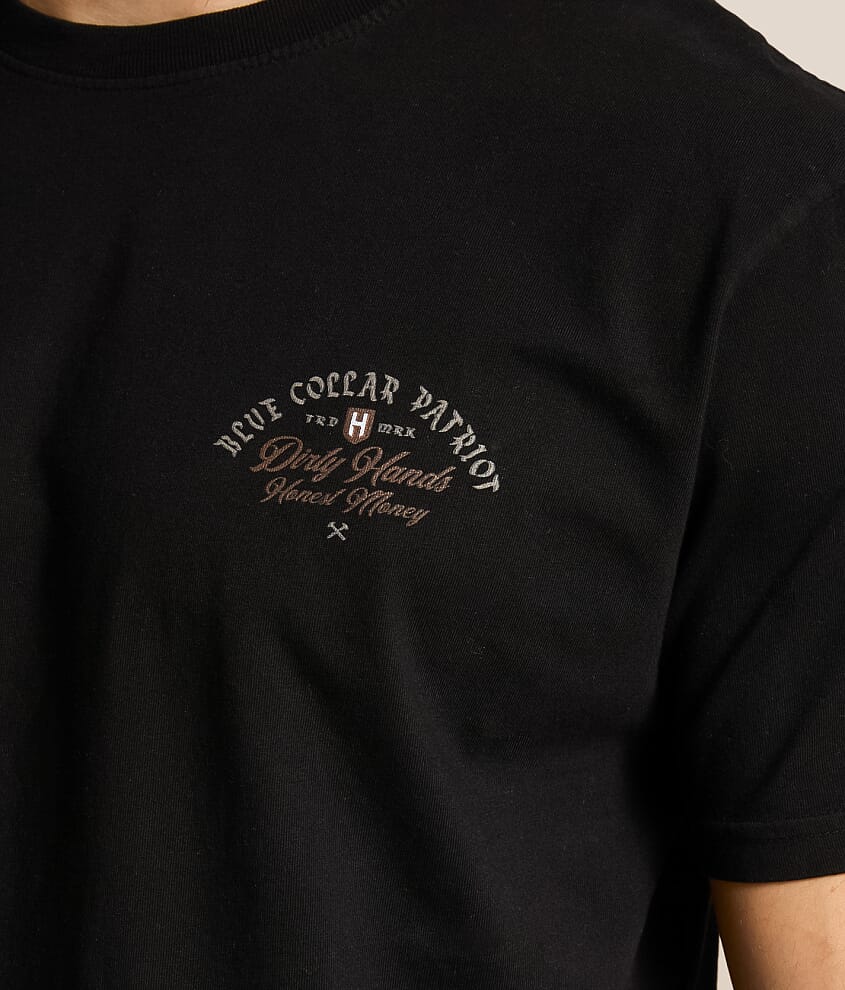 BLUE COLLAR PATRIOT
TRD H MRK
Dirty Hands
Honest Money